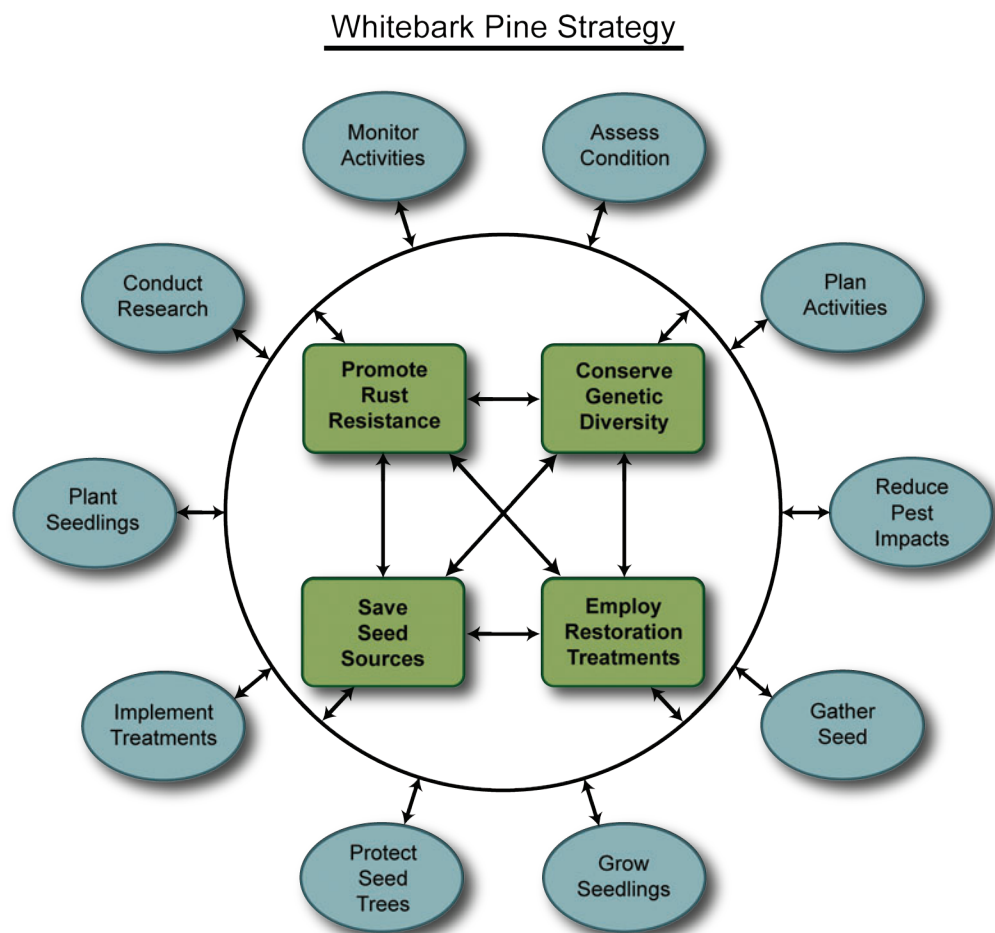 Whitebark Pine Strategy
Monitor
Activities
Assess
Condition
Conduct
Research
Plan
Activities
Promote
Rust
Resistance
Conserve
Genetic
Diversity
Plant
Seedlings
Reduce
Pest
Impacts
Save
Seed
Sources
Employ
Restoration
Treatments
Implement
Treatments
Gather
Seed
Protect
Seed
Trees
Grow
Seedlings